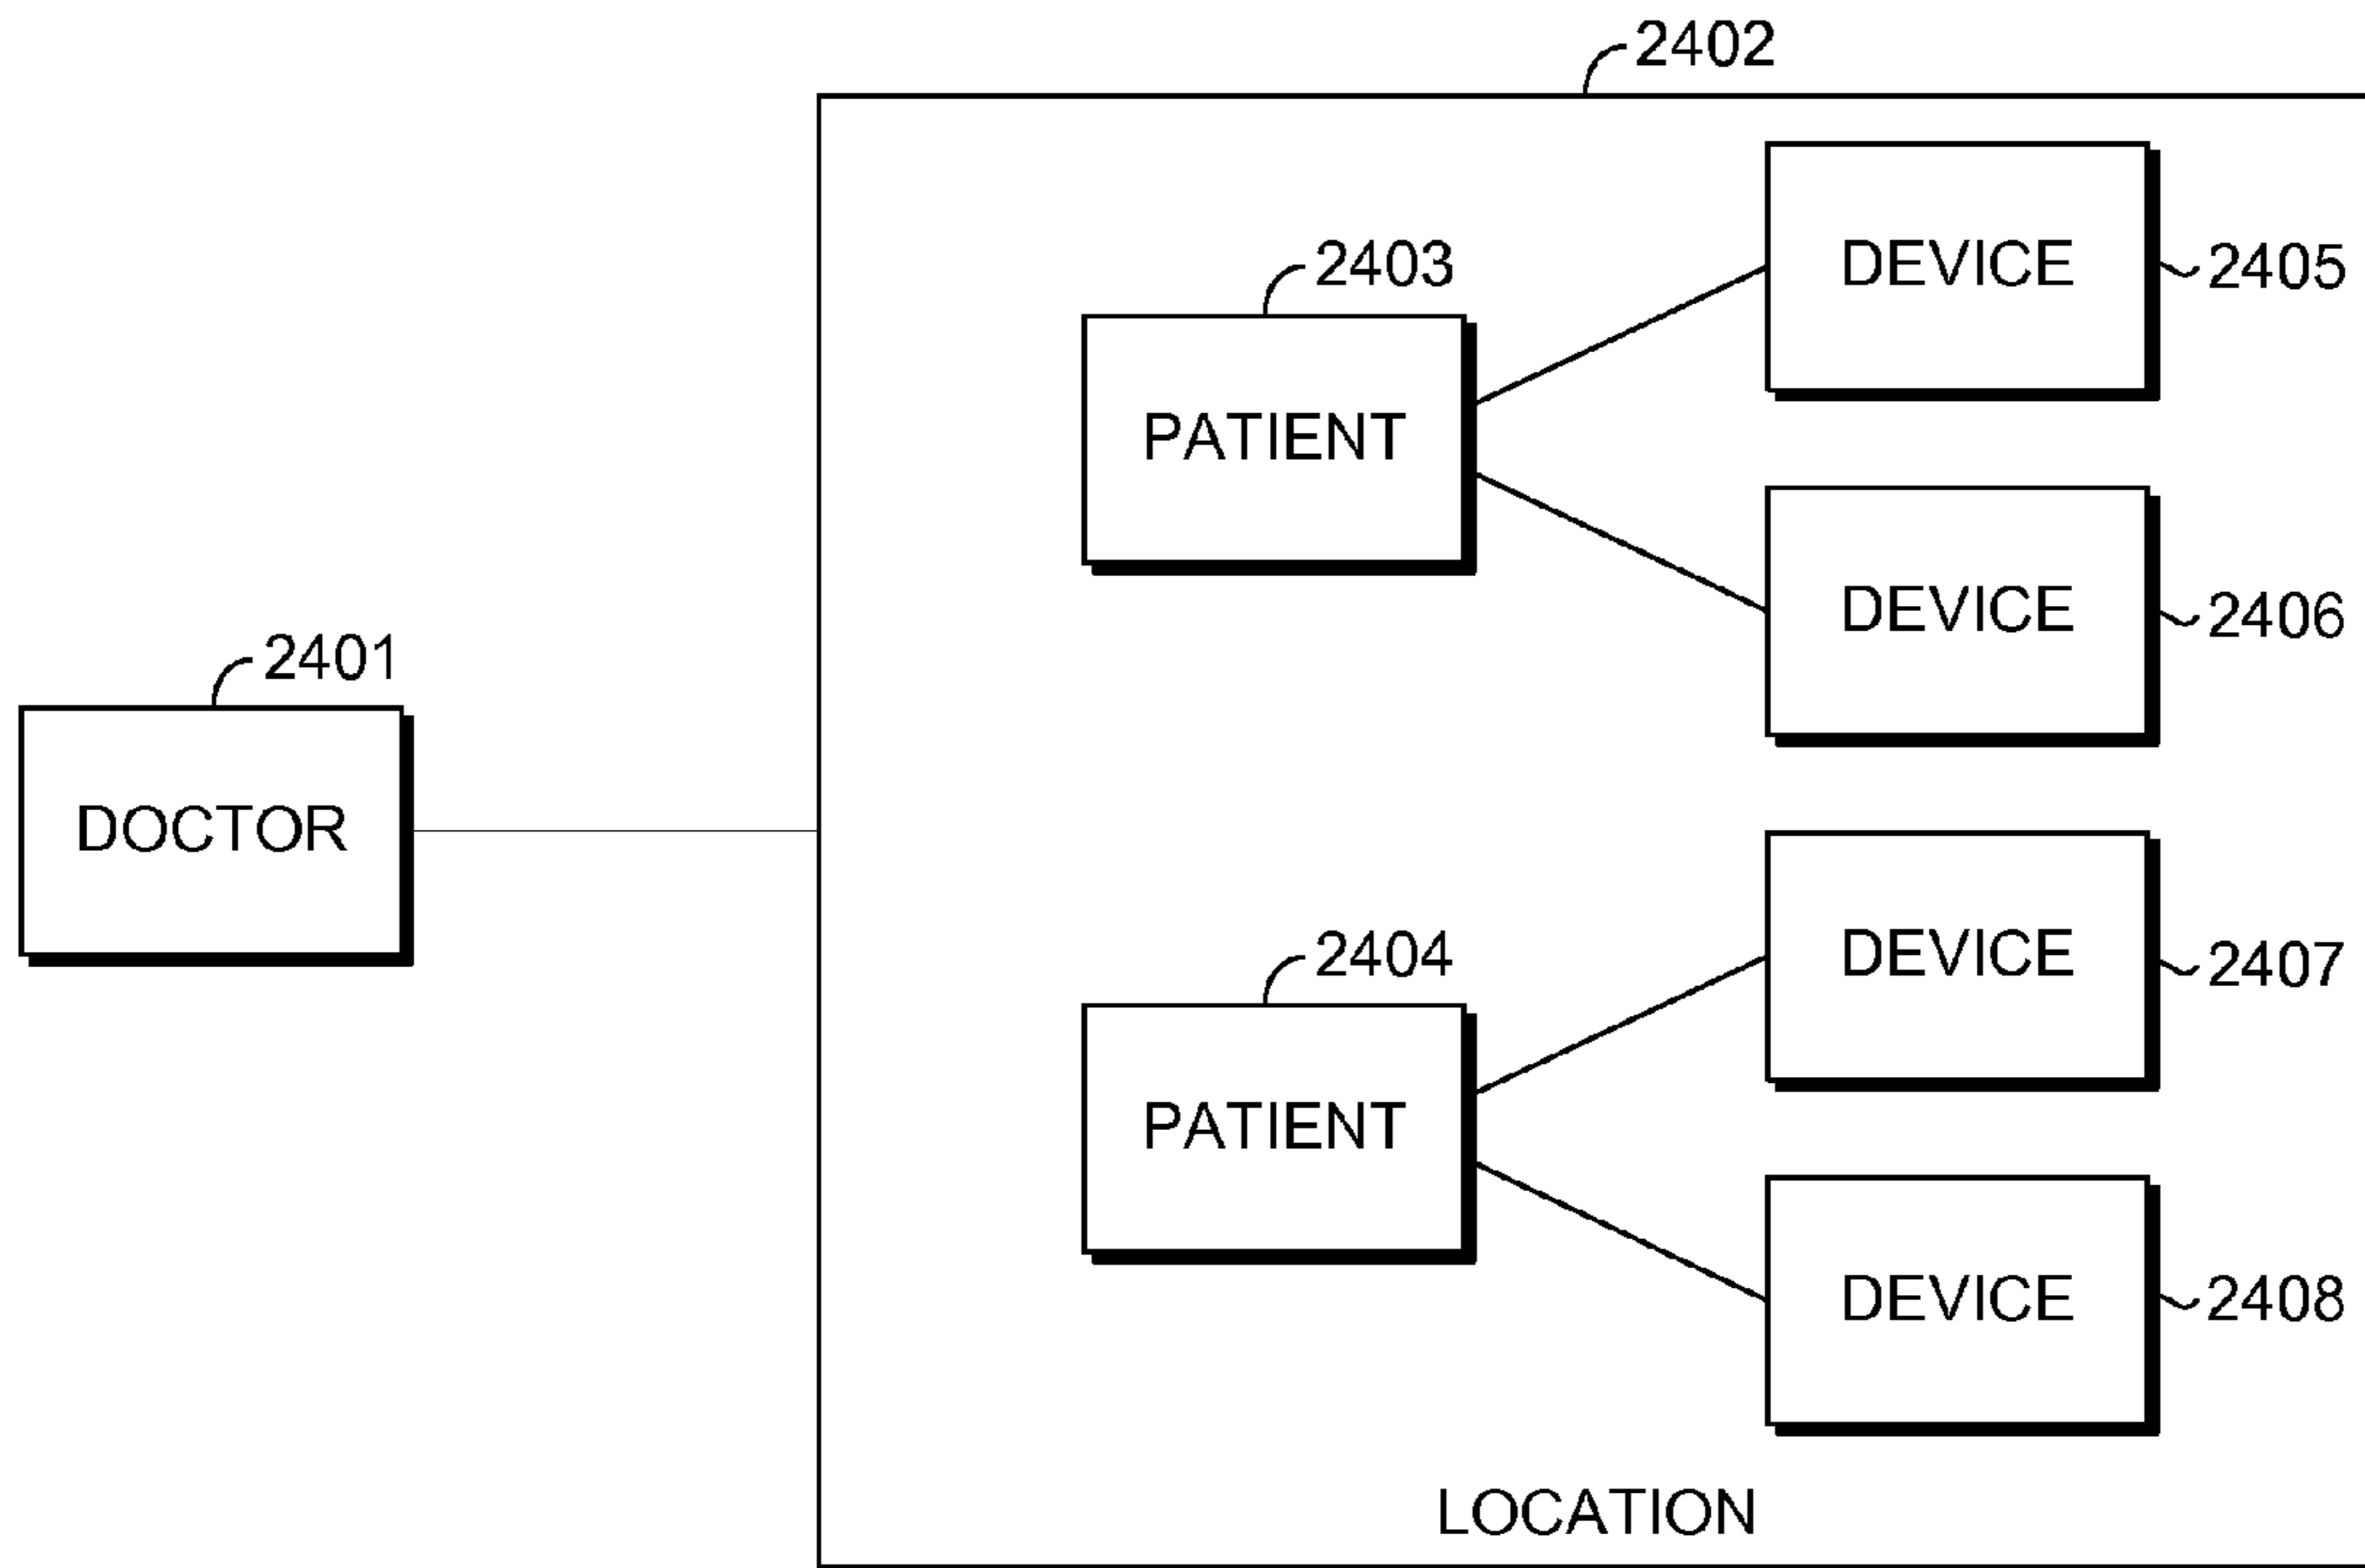 2402
2403
PATIENT
DEVICE
2405
DEVICE
2406
2401
DOCTOR
2404
PATIENT
DEVICE
2407
DEVICE
2408
LOCATION